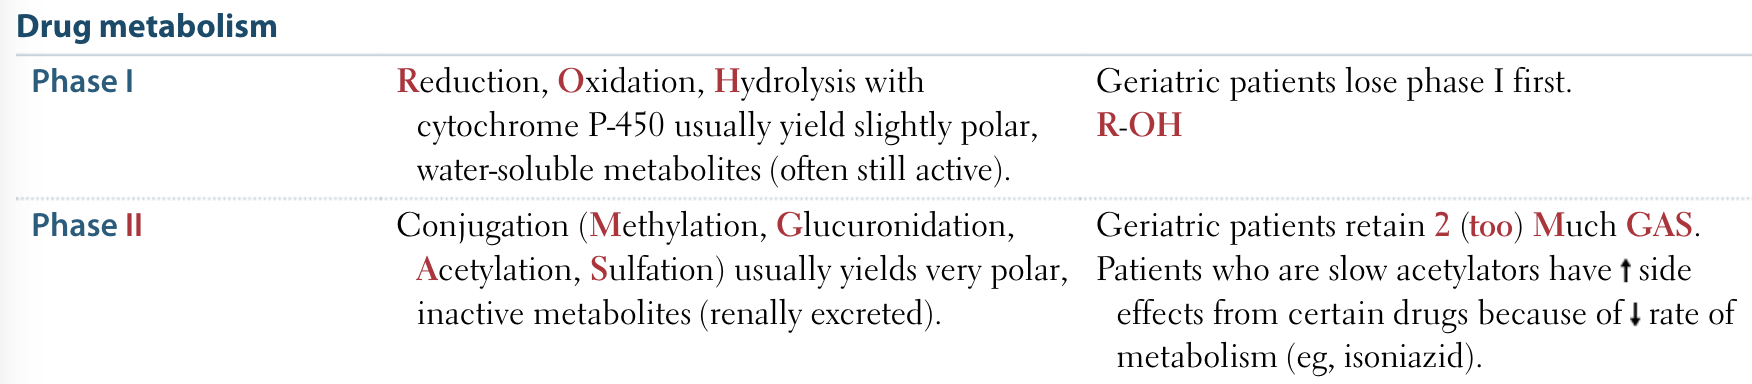 Drug metabolism
Phase I
Reduction, Oxidation, Hydrolysis with
cytochrome P-450 usually yield slightly polar,
water-soluble metabolites (often still active).
Geriatric patients lose phase I first.
R-OH
Phase II
Conjugation (Methylation, Glucuronidation,
Acetylation, Sulfation) usually yields very polar,
inactive metabolites (renally excreted).
Geriatric patients retain 2 (too) Much GAS.
Patients who are slow acetylators have ↑ side
effects from certain drugs because of ↓ rate of
metabolism (eg, isoniazid).